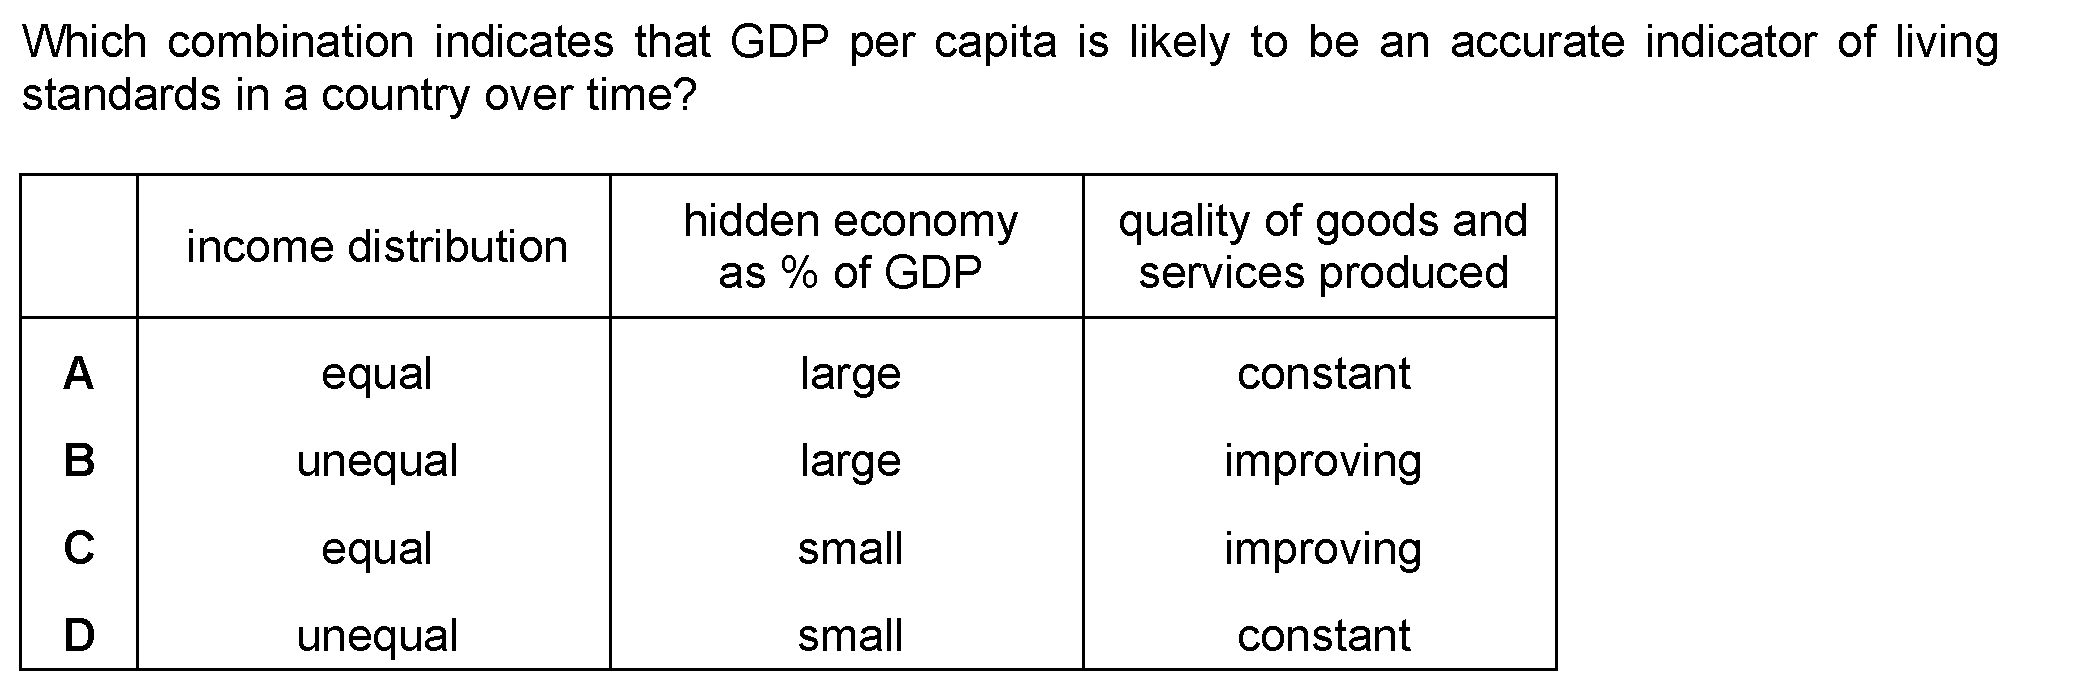 Which combination indicates that GDP per capita is likely to be an accurate indicator of living
standards in a country over time?
income distribution
hidden economy
as % of GDP
quality of goods and
services produced
A equal large constant
B unequal large improving
C equal small improving
D unequal small constant